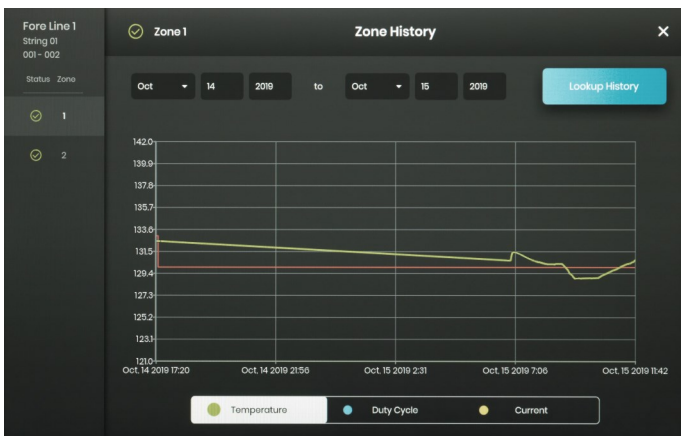 Fore Line 1
String 01
001 - 002
Status Zone
1
2
Zone 1
Zone History
Oct 14 2019 to Oct 15 2019
Lookup History
142.0
139.9
137.8
135.7
133.6
131.5
129.4
127.3
125.2
123.1
121.0
Oct, 14 2019 17:20 Oct, 14 2019 21:56 Oct, 15 2019 2:31 Oct, 15 2019 7:06 Oct, 15 2019 11:42
Temperature Duty Cycle Current